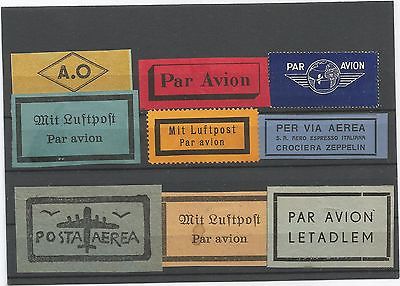 A.O
Par Avion
PAR AVION
Mit Luftpost
Par avion
Mit Luftpost
Par avion
PER VIA AEREA
S. A. AERO ESPRESSO ITALIANA
CROCIERA ZEPPELIN
POSTA AEREA
Mit Luftpost
Par avion
PAR AVION
LETADLEM